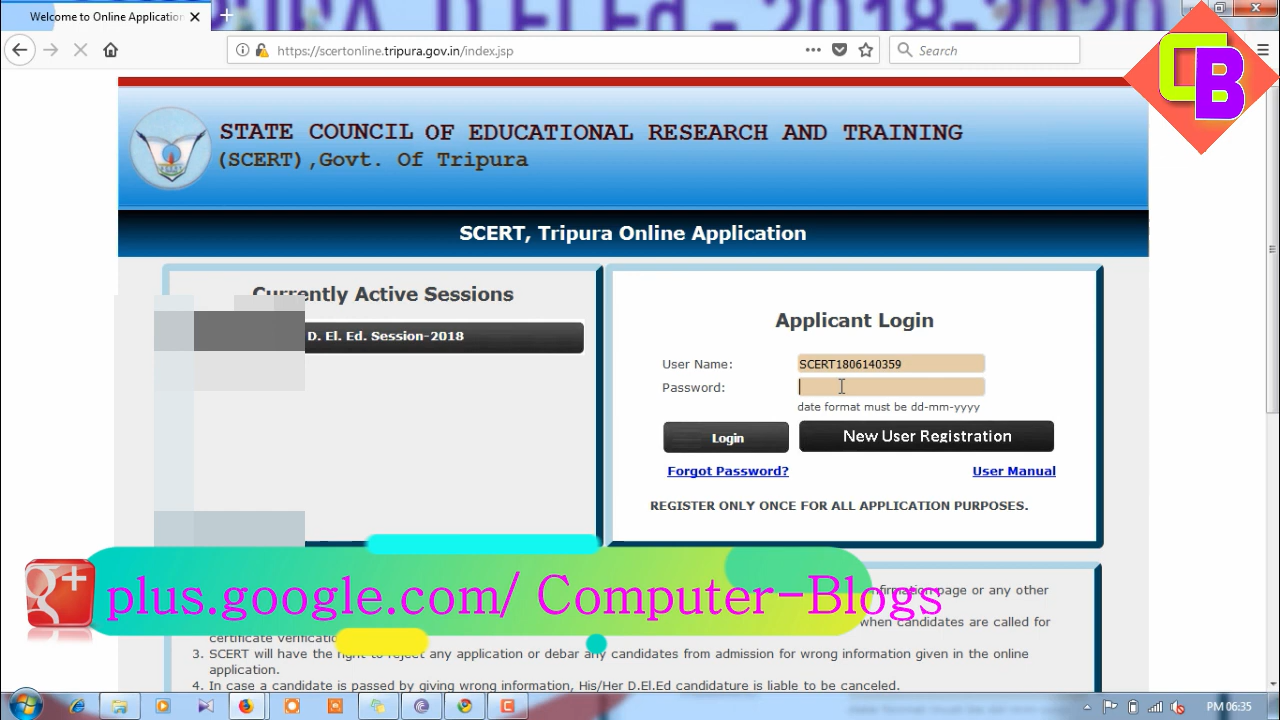 D.El.Ed - 2018-2020
Welcome to Online Application
https://scertonline.tripura.gov.in/index.jsp
Search
CB
STATE COUNCIL OF EDUCATIONAL RESEARCH AND TRAINING
(SCERT),Govt. Of Tripura
SCERT, Tripura Online Application
Currently Active Sessions
D. El. Ed. Session-2018
Applicant Login
User Name: SCERT1806140359
Password:
date format must be dd-mm-yyyy
Login
New User Registration
Forgot Password?
User Manual
REGISTER ONLY ONCE FOR ALL APPLICATION PURPOSES.
g+
plus.google.com/ Computer-Blogs
page or any other
when candidates are called for
certificate
3. SCERT will have the right to reject any application or debar any candidates from admission for wrong information given in the online
application.
4. In case a candidate is passed by giving wrong information, His/Her D.El.Ed candidature is liable to be canceled.
PM 06:35